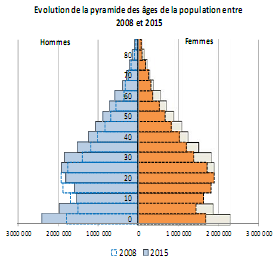 Evolution de la pyramide des âges de la population entre
2008 et 2015
Hommes Femmes
80
70
60
50
40
30
20
10
0
3 000 000 2 000 000 1 000 000 0 1 000 000 2 000 000 3 000 000
2008 2015